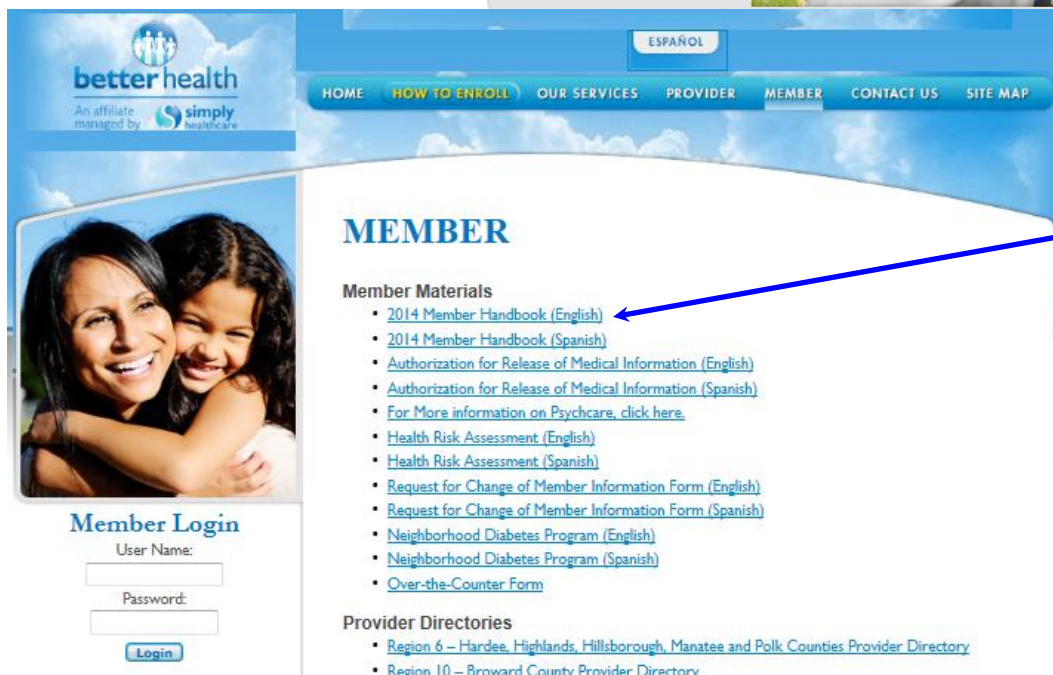 better health
An affiliate
managed by simply
healthcare
ESPAÑOL
HOME HOW TO ENROLL OUR SERVICES PROVIDER MEMBER CONTACT US SITE MAP
MEMBER
Member Materials
• 2014 Member Handbook (English)
• 2014 Member Handbook (Spanish)
• Authorization for Release of Medical Information (English)
• Authorization for Release of Medical Information (Spanish)
• For More information on Psychcare, click here.
• Health Risk Assessment (English)
• Health Risk Assessment (Spanish)
• Request for Change of Member Information Form (English)
• Request for Change of Member Information Form (Spanish)
• Neighborhood Diabetes Program (English)
• Neighborhood Diabetes Program (Spanish)
• Over-the-Counter Form
Provider Directories
• Region 6 – Hardee, Highlands, Hillsborough, Manatee and Polk Counties Provider Directory
• Region 10 – Broward County Provider Directory
Member Login
User Name:
Password:
Login